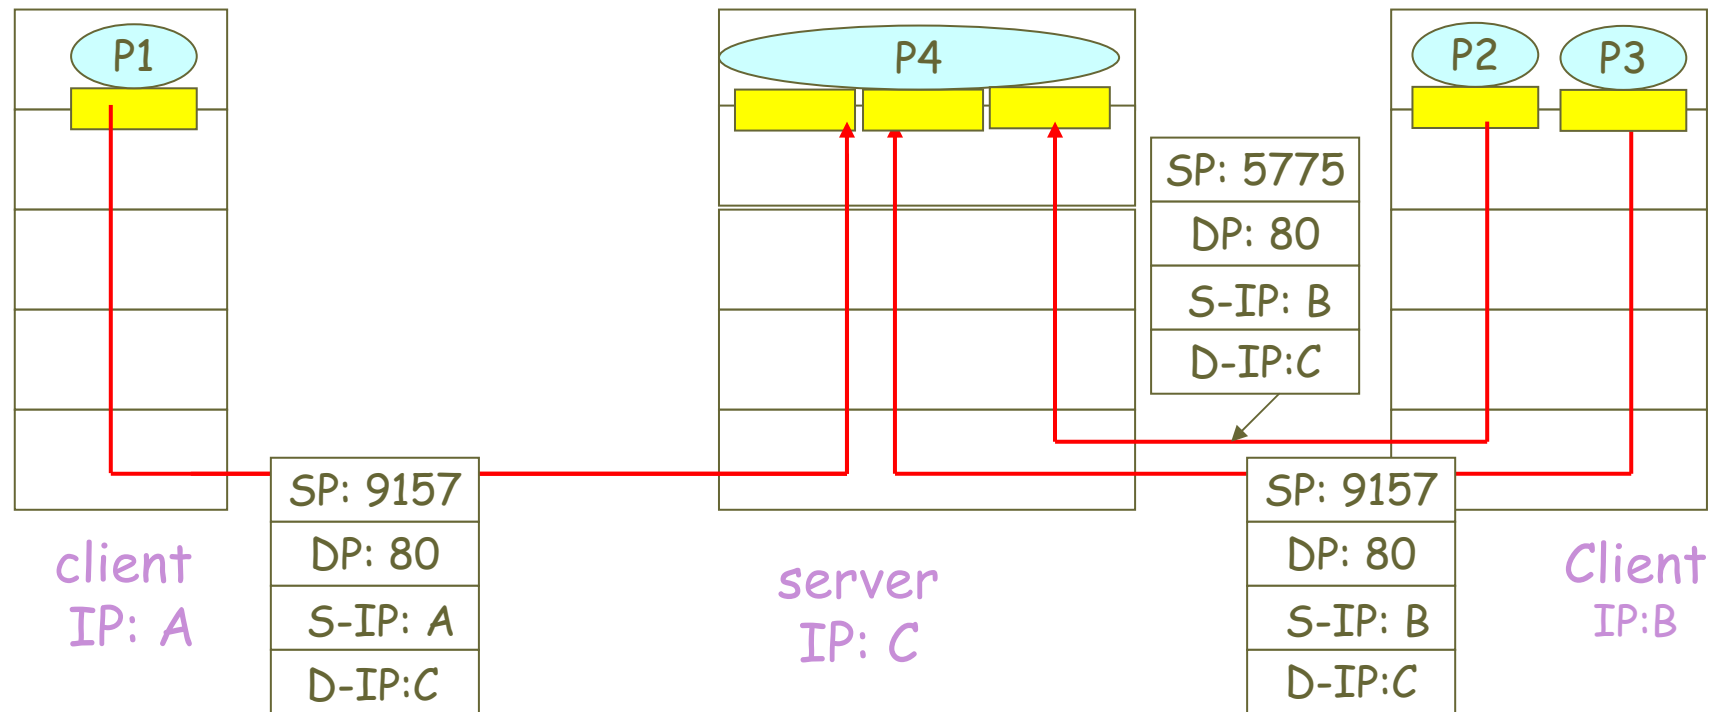 P1
P4
P2
P3
SP: 5775
DP: 80
S-IP: B
D-IP:C
SP: 9157
DP: 80
S-IP: A
D-IP:C
SP: 9157
DP: 80
S-IP: B
D-IP:C
client
IP: A
server
IP: C
Client
IP:B